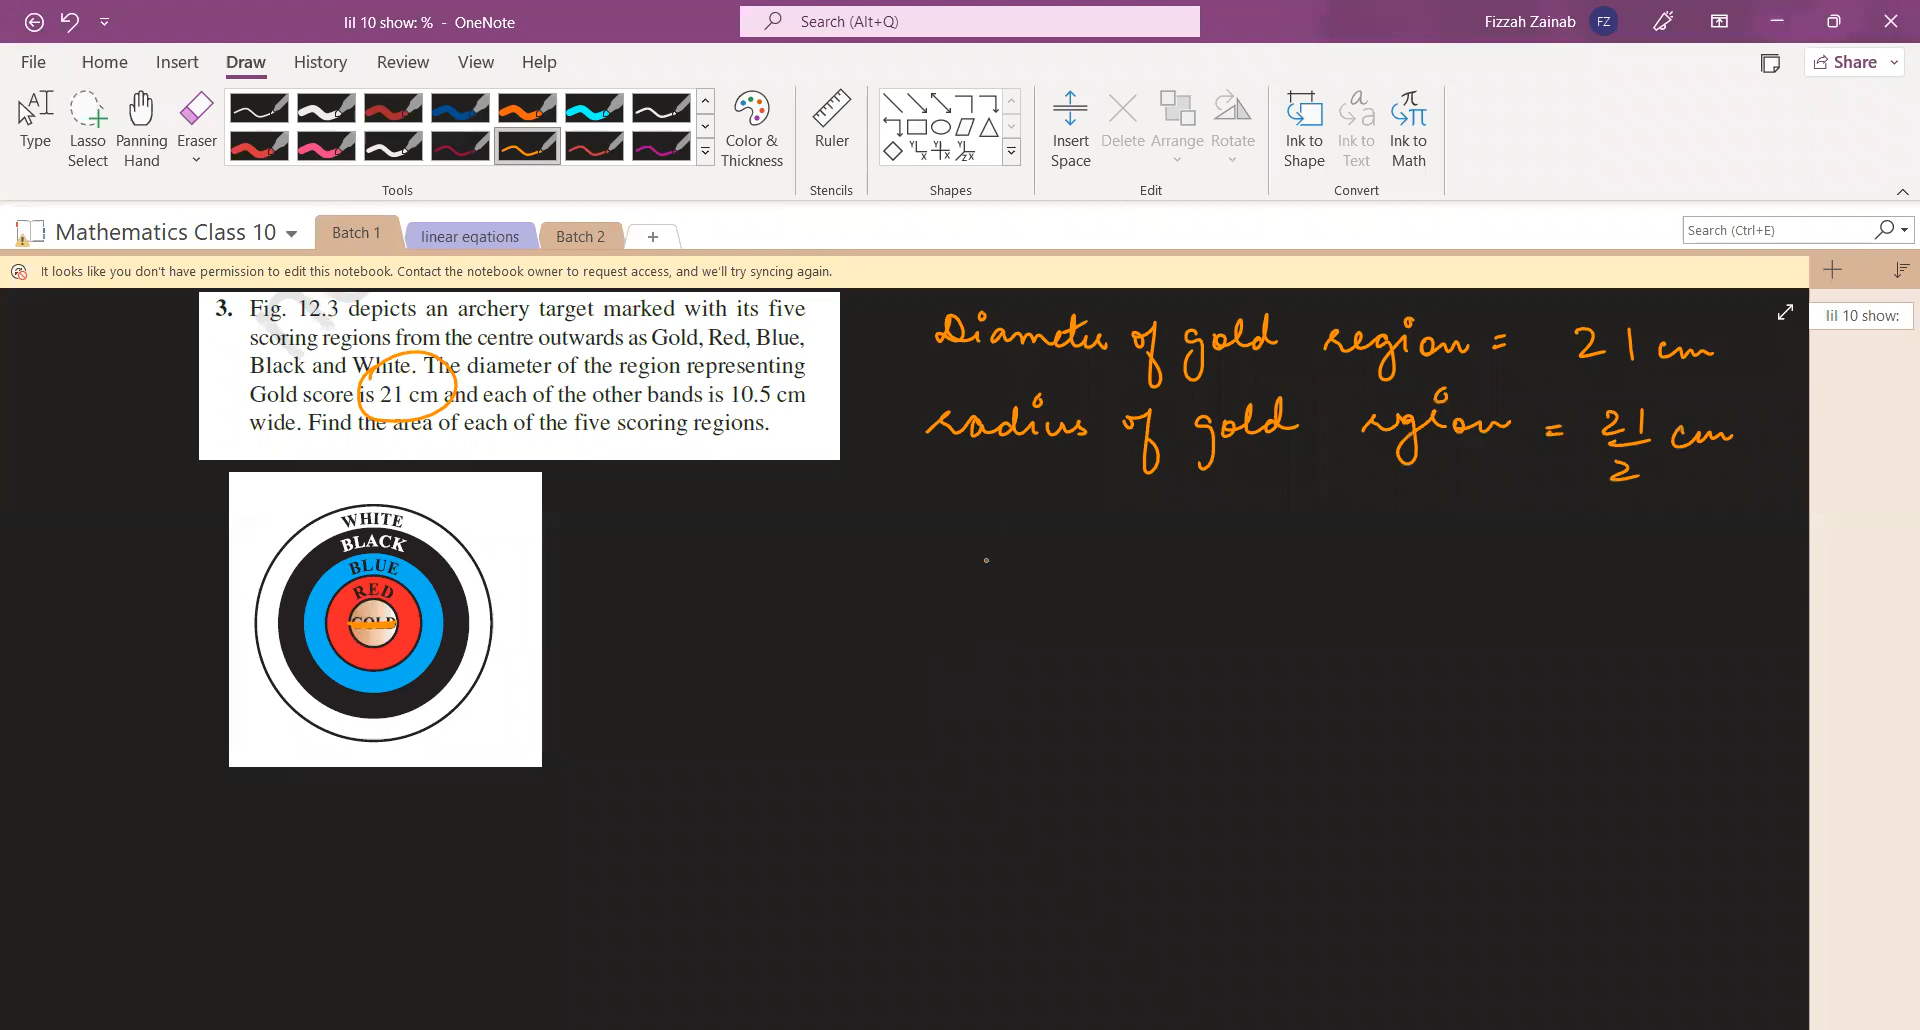 lil 10 show: % - OneNote
Search (Alt+Q)
Fizzah Zainab
FZ
File Home Insert Draw History Review View Help
Share
Type
Lasso Select
Panning Hand
Eraser
Color & Thickness
Ruler
Insert Space
Delete
Arrange
Rotate
Ink to Shape
Ink to Text
Ink to Math
Tools
Stencils
Shapes
Edit
Convert
Mathematics Class 10
Batch 1
linear eqations
Batch 2
Search (Ctrl+E)
It looks like you don't have permission to edit this notebook. Contact the notebook owner to request access, and we'll try syncing again.
lil 10 show:
3. Fig. 12.3 depicts an archery target marked with its five
scoring regions from the centre outwards as Gold, Red, Blue,
Black and White. The diameter of the region representing
Gold score is 21 cm and each of the other bands is 10.5 cm
wide. Find the area of each of the five scoring regions.
WHITE
BLACK
BLUE
RED
GOLD
Diameter of gold region = 21 cm
radius of gold region = 21/2 cm